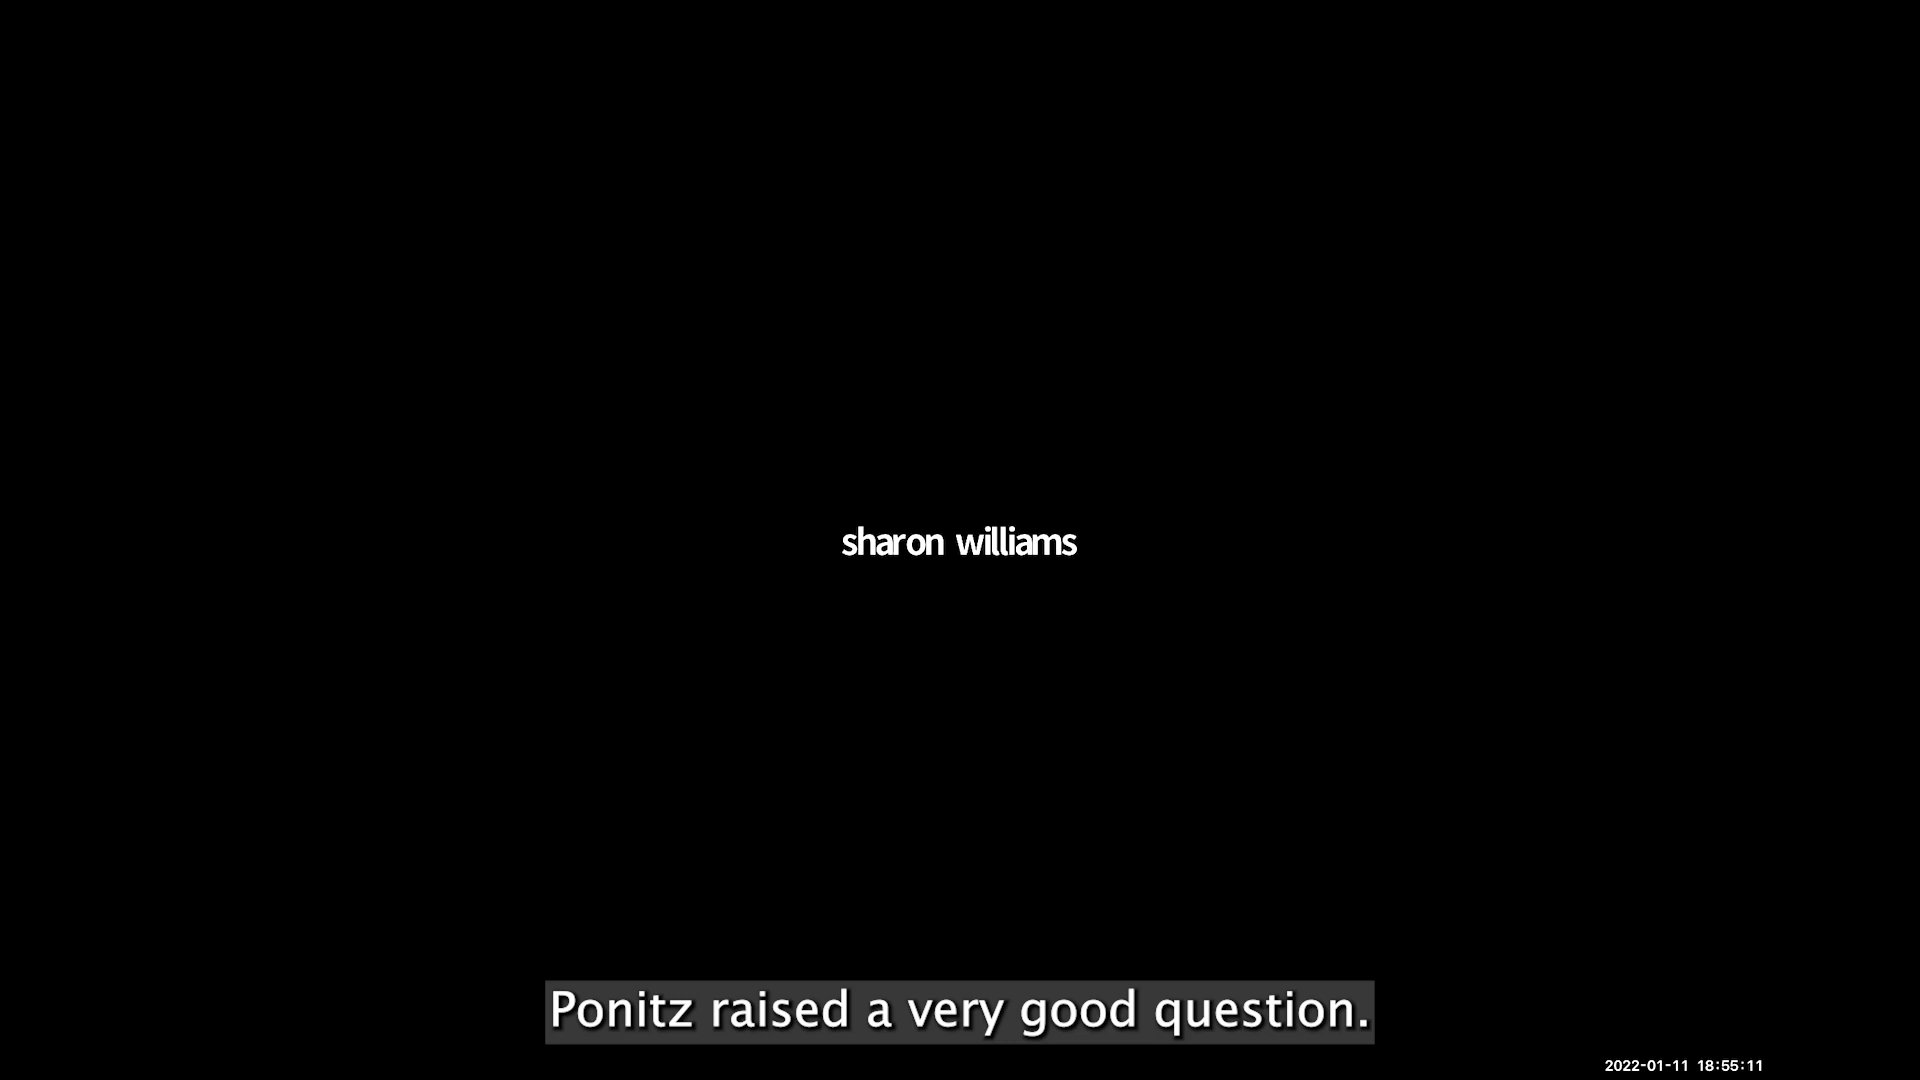 sharon williams
Ponitz raised a very good question.
2022-01-11 18:55:11